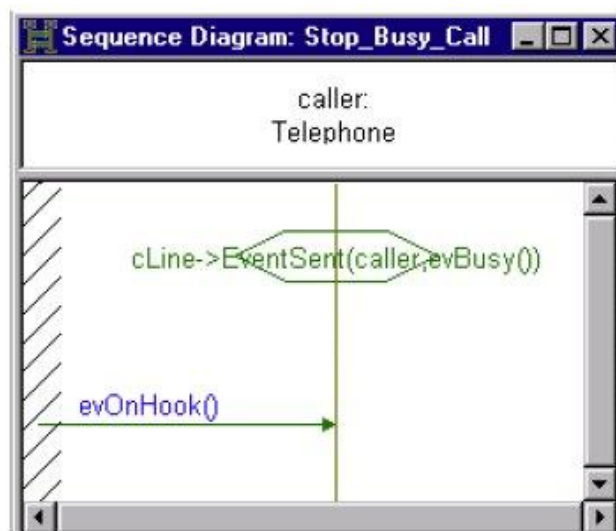 Sequence Diagram: Stop_Busy_Call
caller:
Telephone
cLine->EventSent(caller,evBusy())
evOnHook()